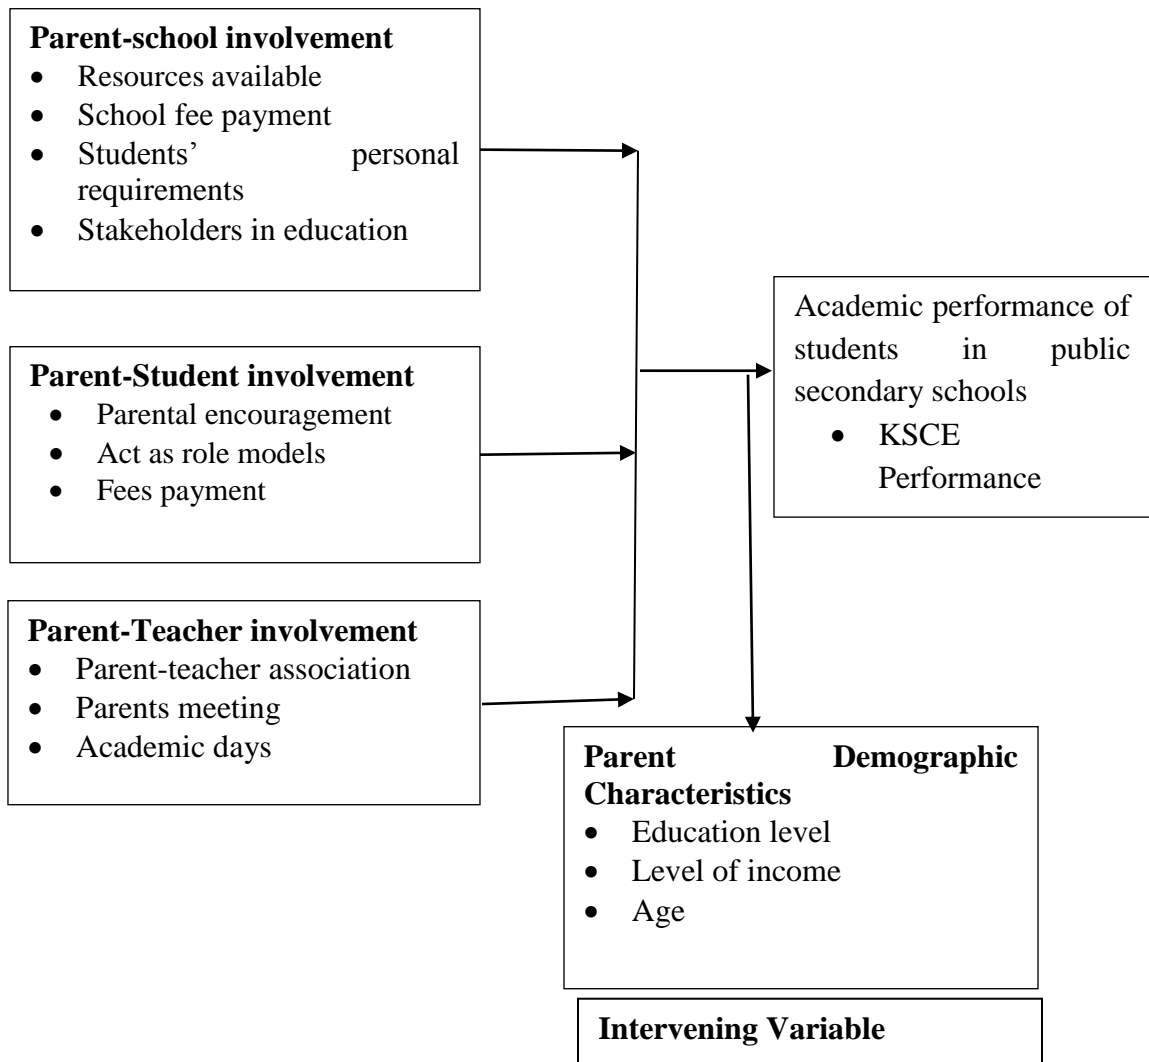 Parent-school involvement
• Resources available
• School fee payment
• Students’ personal
requirements
• Stakeholders in education
Parent-Student involvement
• Parental encouragement
• Act as role models
• Fees payment
Parent-Teacher involvement
• Parent-teacher association
• Parents meeting
• Academic days
Academic performance of
students in public
secondary schools
• KSCE
Performance
Parent Demographic
Characteristics
• Education level
• Level of income
• Age
Intervening Variable